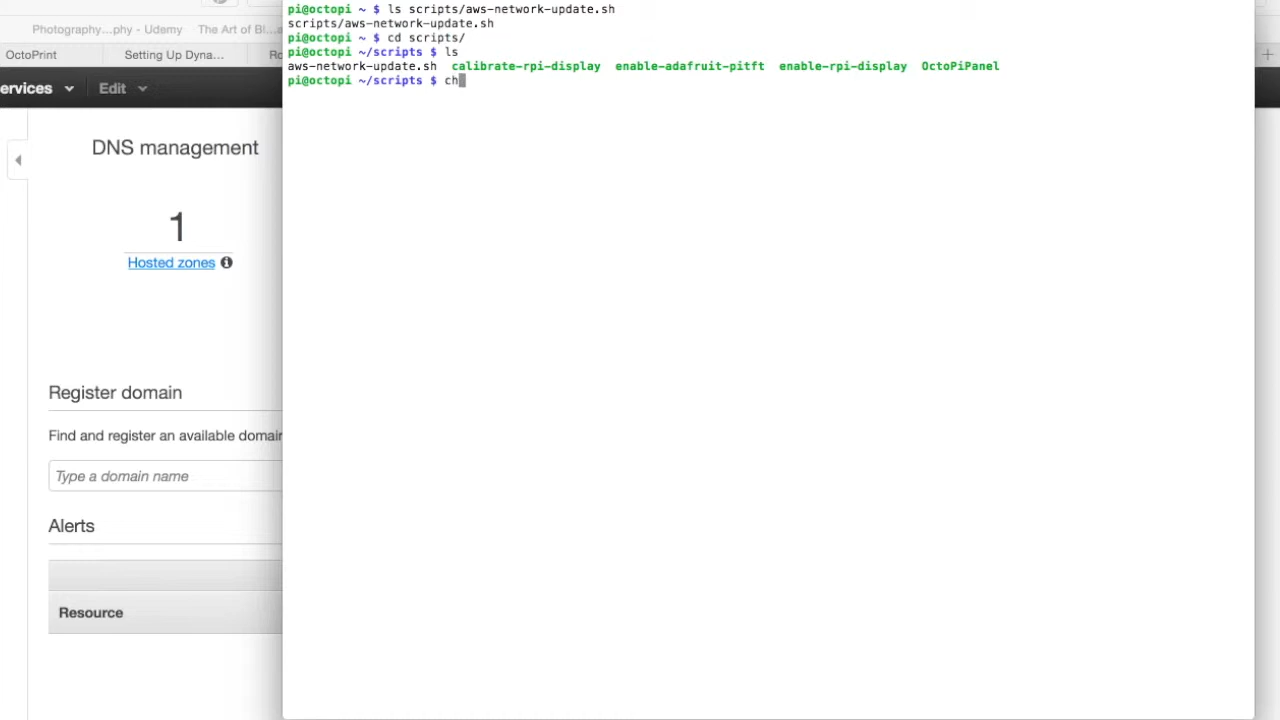 Photography...phy - Udemy
The Art of Bl...
OctoPrint
Setting Up Dyna...
Ro
ervices
Edit
DNS management
1
Hosted zones
Register domain
Find and register an available domain
Type a domain name
Alerts
Resource
pi@octopi ~ $ ls scripts/aws-network-update.sh
scripts/aws-network-update.sh
pi@octopi ~ $ cd scripts/
pi@octopi ~/scripts $ ls
aws-network-update.sh calibrate-rpi-display enable-adafruit-pitft enable-rpi-display OctoPiPanel
pi@octopi ~/scripts $ ch